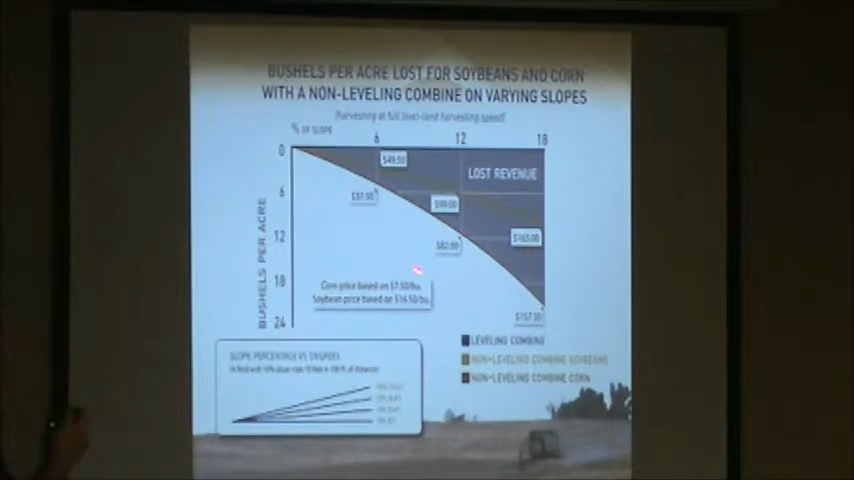 BUSHELS PER ACRE LOST FOR SOYBEANS AND CORN
WITH A NON-LEVELING COMBINE ON VARYING SLOPES
(harvesting at full level-land harvesting speed)
% OF SLOPE
6 12 18
0
$49.50
LOST REVENUE
6
$37.50
$99.00
12
$82.00
$165.00
18
24
$157.50
BUSHELS PER ACRE
Corn price based on $7.50/bu.
Soybean price based on $16.50/bu.
LEVELING COMBINE
NON-LEVELING COMBINE SOYBEANS
NON-LEVELING COMBINE CORN
SLOPE PERCENTAGE VS DEGREES